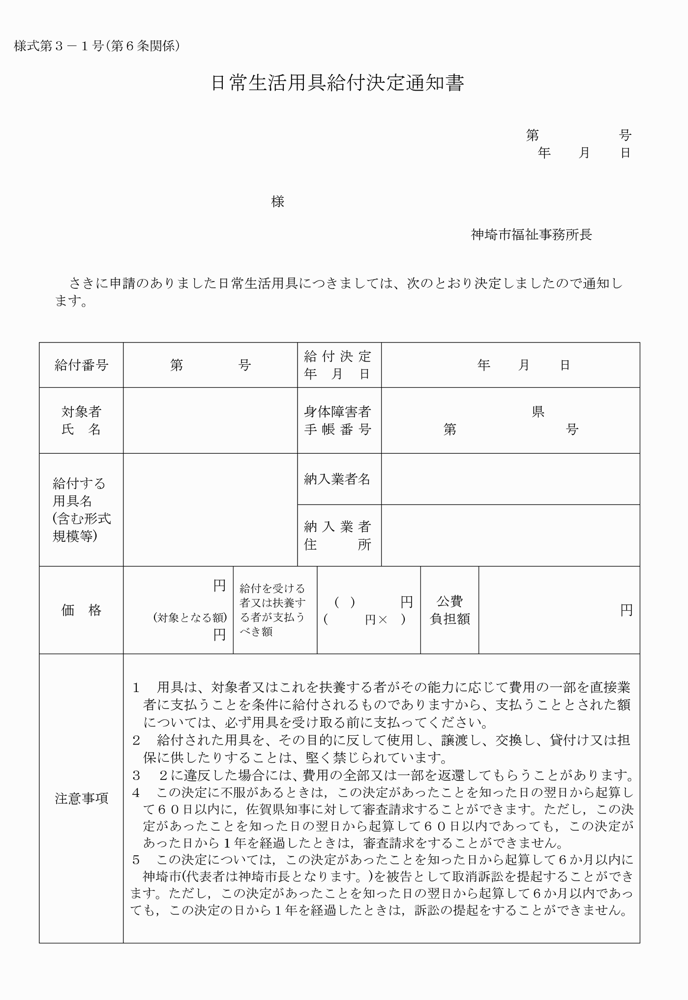 様式第３－１号(第６条関係)
日常生活用具給付決定通知書
第　　　　　　号
年　　月　　日
様
神埼市福祉事務所長
さきに申請のありました日常生活用具につきましては、次のとおり決定しましたので通知し
ます。
給付番号
第　　　　号
給付決定
年　月　日
年　　月　　日
対象者
氏　名
身体障害者
手帳番号
県
第　　　　　　　　号
給付する
用具名
(含む形式
規模等)
納入業者名
納入業者
住　　　所
価　格
円
(対象となる額)
円
給付を受ける
者又は扶養す
る者が支払う
べき額
(　)　　　円
(　　　円×　)
公費
負担額
円
注意事項
１　用具は、対象者又はこれを扶養する者がその能力に応じて費用の一部を直接業
者に支払うことを条件に給付されるものでありますから、支払うこととされた額
については、必ず用具を受け取る前に支払ってください。
２　給付された用具を、その目的に反して使用し、譲渡し、交換し、貸付け又は担
保に供したりすることは、堅く禁じられています。
３　２に違反した場合には、費用の全部又は一部を返還してもらうことがあります。
４　この決定に不服があるときは，この決定があったことを知った日の翌日から起算し
て６０日以内に，佐賀県知事に対して審査請求することができます。ただし，この決
定があったことを知った日の翌日から起算して６０日以内であっても，この決定が
あった日から１年を経過したときは，審査請求をすることができません。
５　この決定については，この決定があったことを知った日から起算して６か月以内に
神埼市(代表者は神埼市長となります。)を被告として取消訴訟を提起することができ
ます。ただし，この決定があったことを知った日の翌日から起算して６か月以内であっ
ても，この決定の日から１年を経過したときは，訴訟の提起をすることができません。